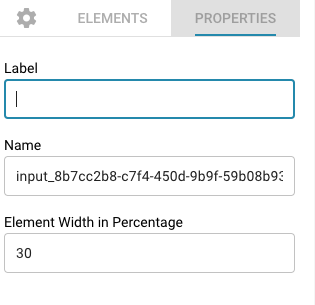 ELEMENTS PROPERTIES
Label
Name
input_8b7cc2b8-c7f4-450d-9b9f-59b08b93
Element Width in Percentage
30